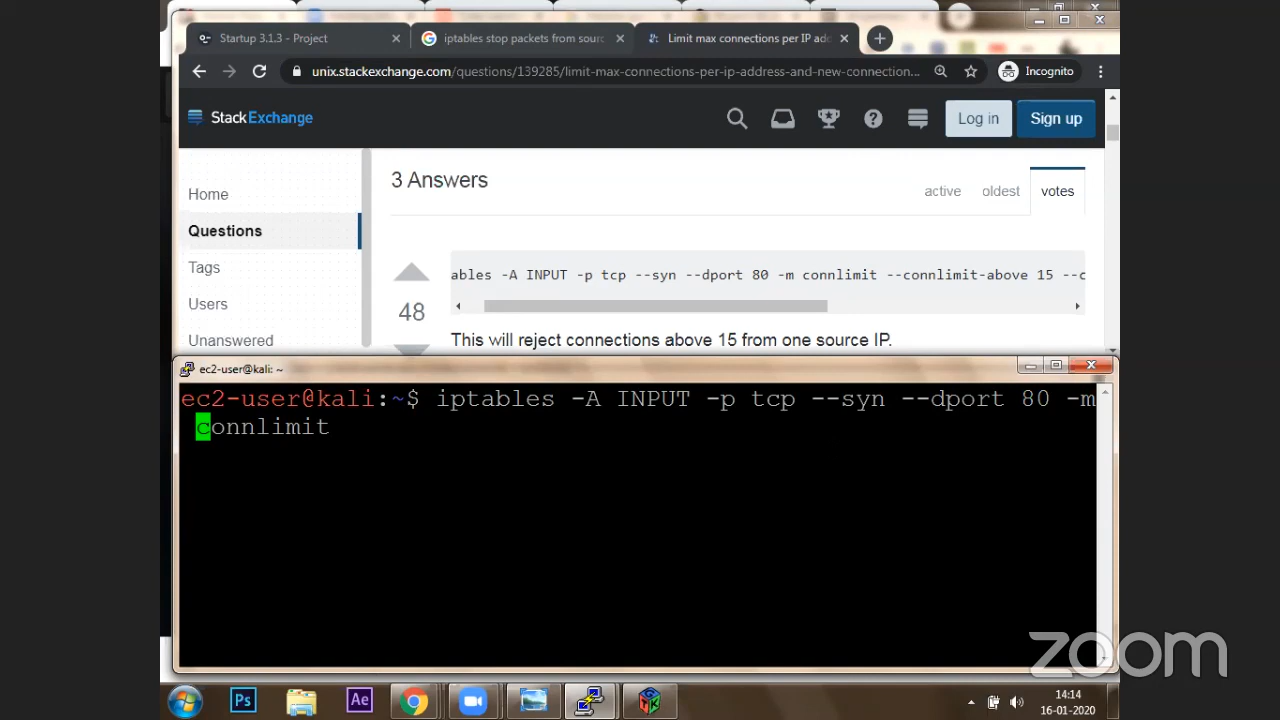 Startup 3.1.3 - Project
iptables stop packets from sourc
Limit max connections per IP add
unix.stackexchange.com/questions/139285/limit-max-connections-per-ip-address-and-new-connection...
Incognito
StackExchange
Log in
Sign up
Home
Questions
Tags
Users
Unanswered
3 Answers
active
oldest
votes
48
ables -A INPUT -p tcp --syn --dport 80 -m connlimit --connlimit-above 15 --c
This will reject connections above 15 from one source IP.
ec2-user@kali: ~
ec2-user@kali:~$ iptables -A INPUT -p tcp --syn --dport 80 -m
connlimit
zoom
Ps
Ae
14:14
16-01-2020